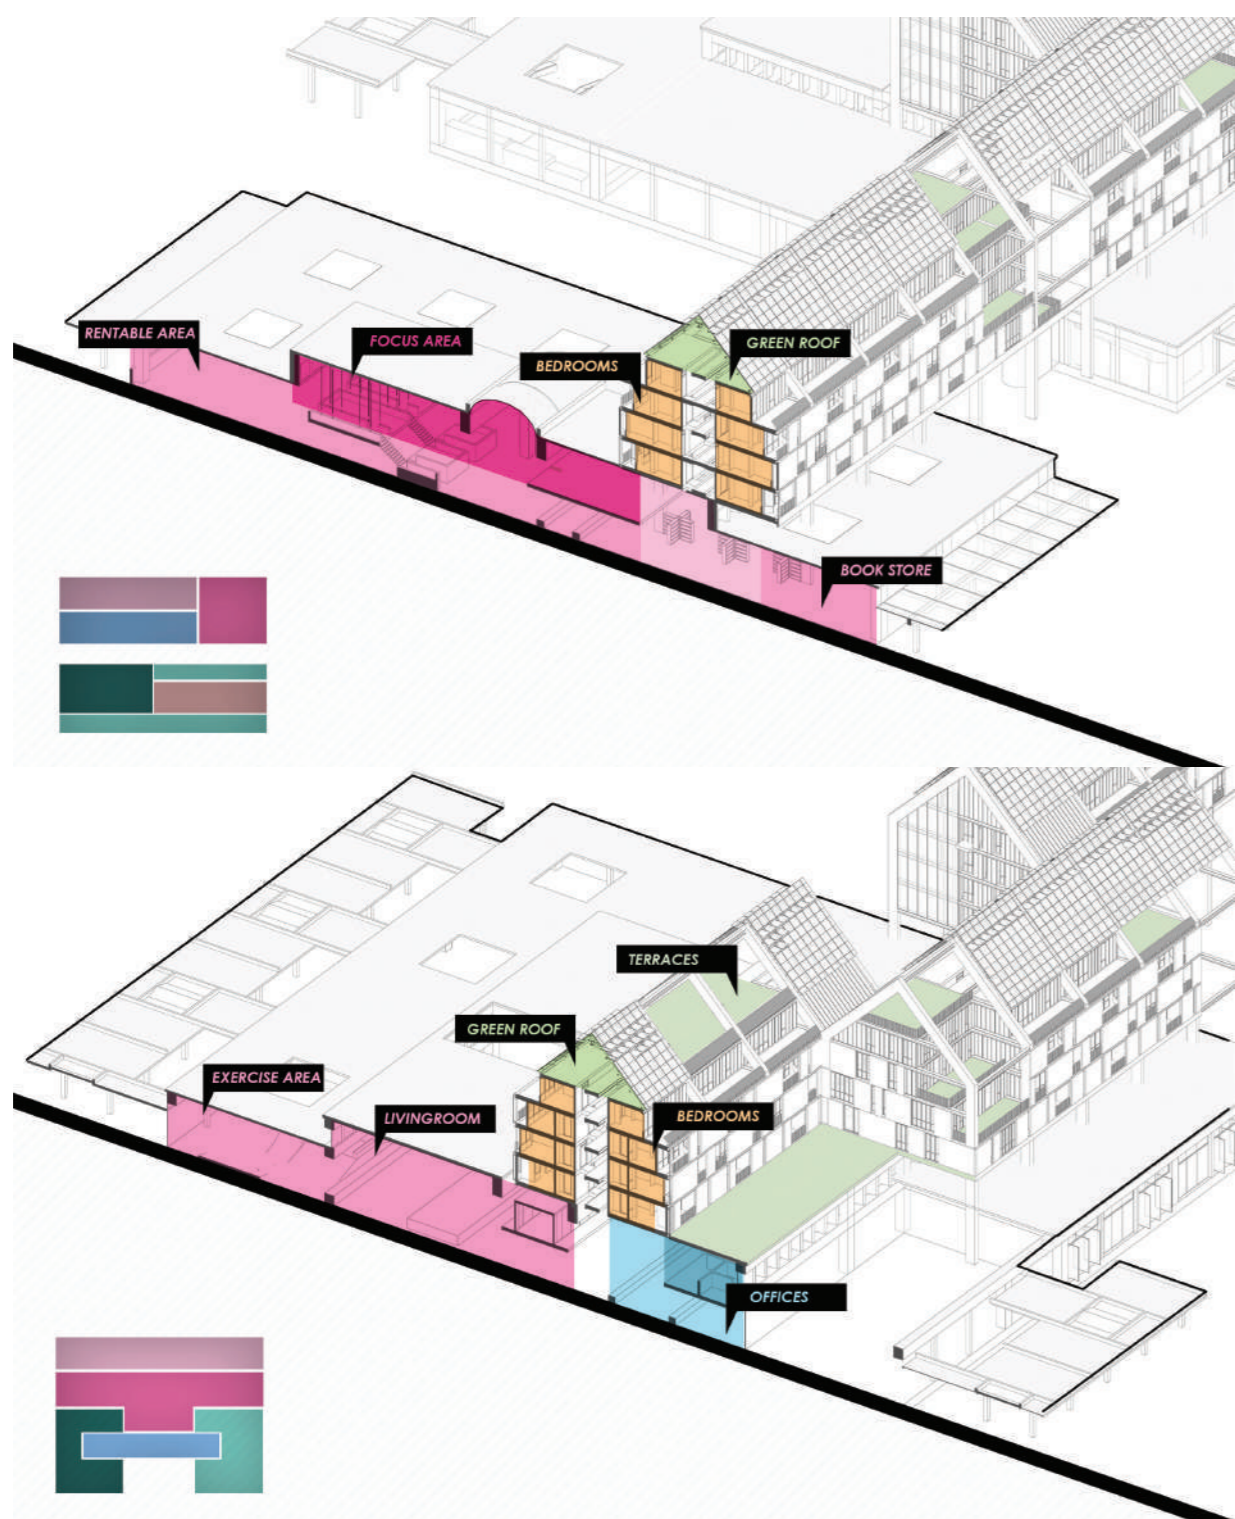 RENTABLE AREA
FOCUS AREA
BEDROOMS
GREEN ROOF
BOOK STORE
TERRACES
GREEN ROOF
EXERCISE AREA
LIVINGROOM
BEDROOMS
OFFICES